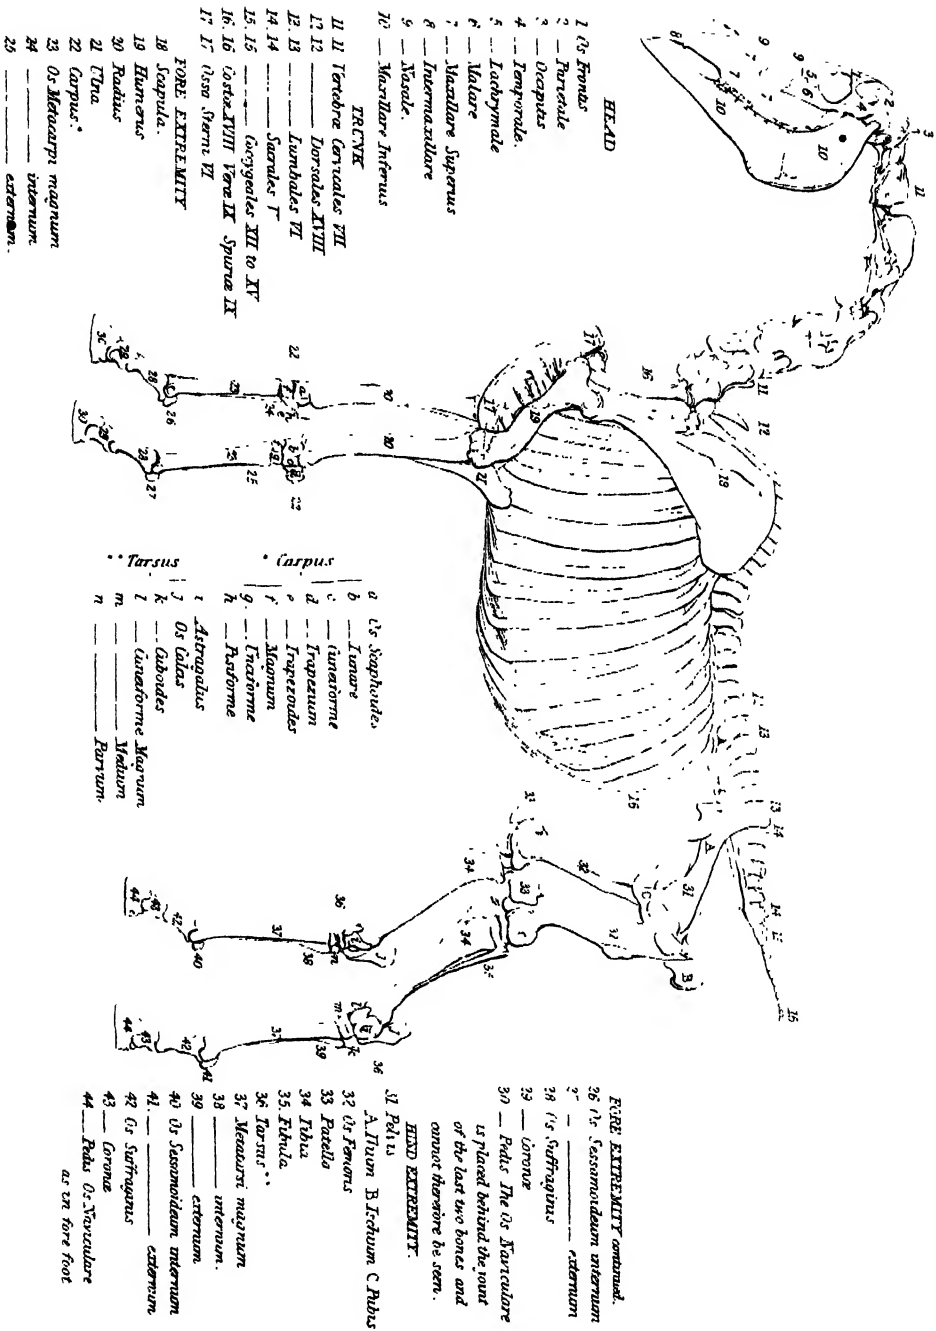 HEAD
1 Os Frontis
2 — Parietale
3 — Occiputis
4 — Temporale.
5 — Lachrymale
6 — Malare
7 — Maxillare Superus
8 — Intermaxillare
9 — Nasale.
10 — Maxillare Inferius
TRUNK
11 11 Vertebræ Cervicales VII
12. 12 —— Dorsales XVIII
13. 13 —— Lumbales VI
14. 14 —— Sacrales V
15. 15 —— Coccygeales XII to XV
16. 16 Costæ XVIII Veræ IX Spuriæ IX
17. 17 Ossa Sterni VI
FORE EXTREMITY
18 Scapula.
19 Humerus
20 Radius
21 Ulna
22 Carpus. *
23 Os Metacarpi magnum
24 —— internum
25 —— externum.
* Carpus
a Os Scaphoides
b — Lunare
c — Cuneiforme
d — Trapezium
e — Trapezoides
f — Magnum
g — Unciforme
h — Pisiforme
** Tarsus
i Astragalus
j Os Calcis
k — Cuboides
l — Cuneiforme Magnum
m —— Medium
n —— Parvum.
FORE EXTREMITY continued.
26 Os Sessamoideum internum
27 —— externum
28 Os Suffraginis
29 — Coronæ
30 — Pedis The Os Naviculare
is placed behind the joint
of the last two bones and
cannot therefore be seen.
HIND EXTREMITY.
31 Pelvis
A. Ilium B. Ischium C. Pubis
32 Os Femoris
33 Patella
34 Tibia
35. Fibula
36 Tarsus **
37 Metatarsi magnum
38 —— internum.
39 —— externum
40 Os Sessamoideum internum
41. —— externum
42 Os Suffraginis
43 — Coronæ
44 — Pedis Os Naviculare
as in fore foot